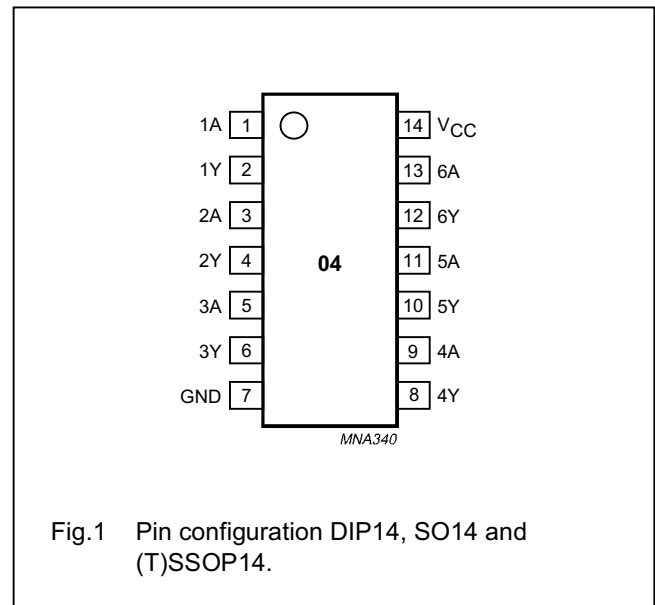 1A 1 14 VCC
1Y 2 13 6A
2A 3 12 6Y
2Y 4 04 11 5A
3A 5 10 5Y
3Y 6 9 4A
GND 7 8 4Y
MNA340
Fig.1 Pin configuration DIP14, SO14 and
(T)SSOP14.